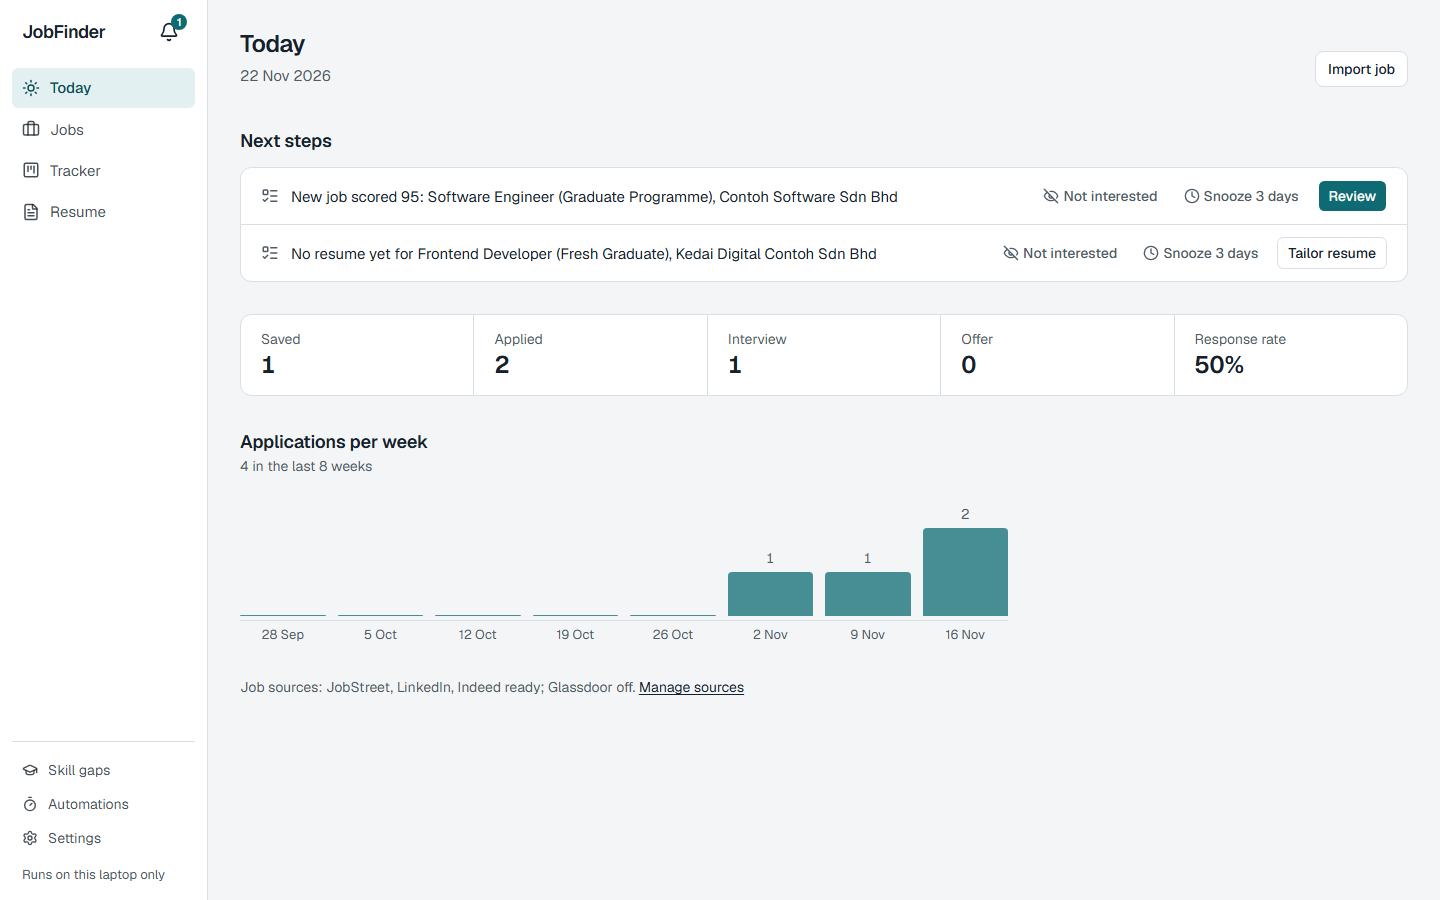 JobFinder
1
Today
Jobs
Tracker
Resume
Skill gaps
Automations
Settings
Runs on this laptop only
Today
22 Nov 2026
Import job
Next steps
New job scored 95: Software Engineer (Graduate Programme), Contoh Software Sdn Bhd
Not interested
Snooze 3 days
Review
No resume yet for Frontend Developer (Fresh Graduate), Kedai Digital Contoh Sdn Bhd
Not interested
Snooze 3 days
Tailor resume
Saved
1
Applied
2
Interview
1
Offer
0
Response rate
50%
Applications per week
4 in the last 8 weeks
1
1
2
28 Sep
5 Oct
12 Oct
19 Oct
26 Oct
2 Nov
9 Nov
16 Nov
Job sources: JobStreet, LinkedIn, Indeed ready; Glassdoor off. Manage sources